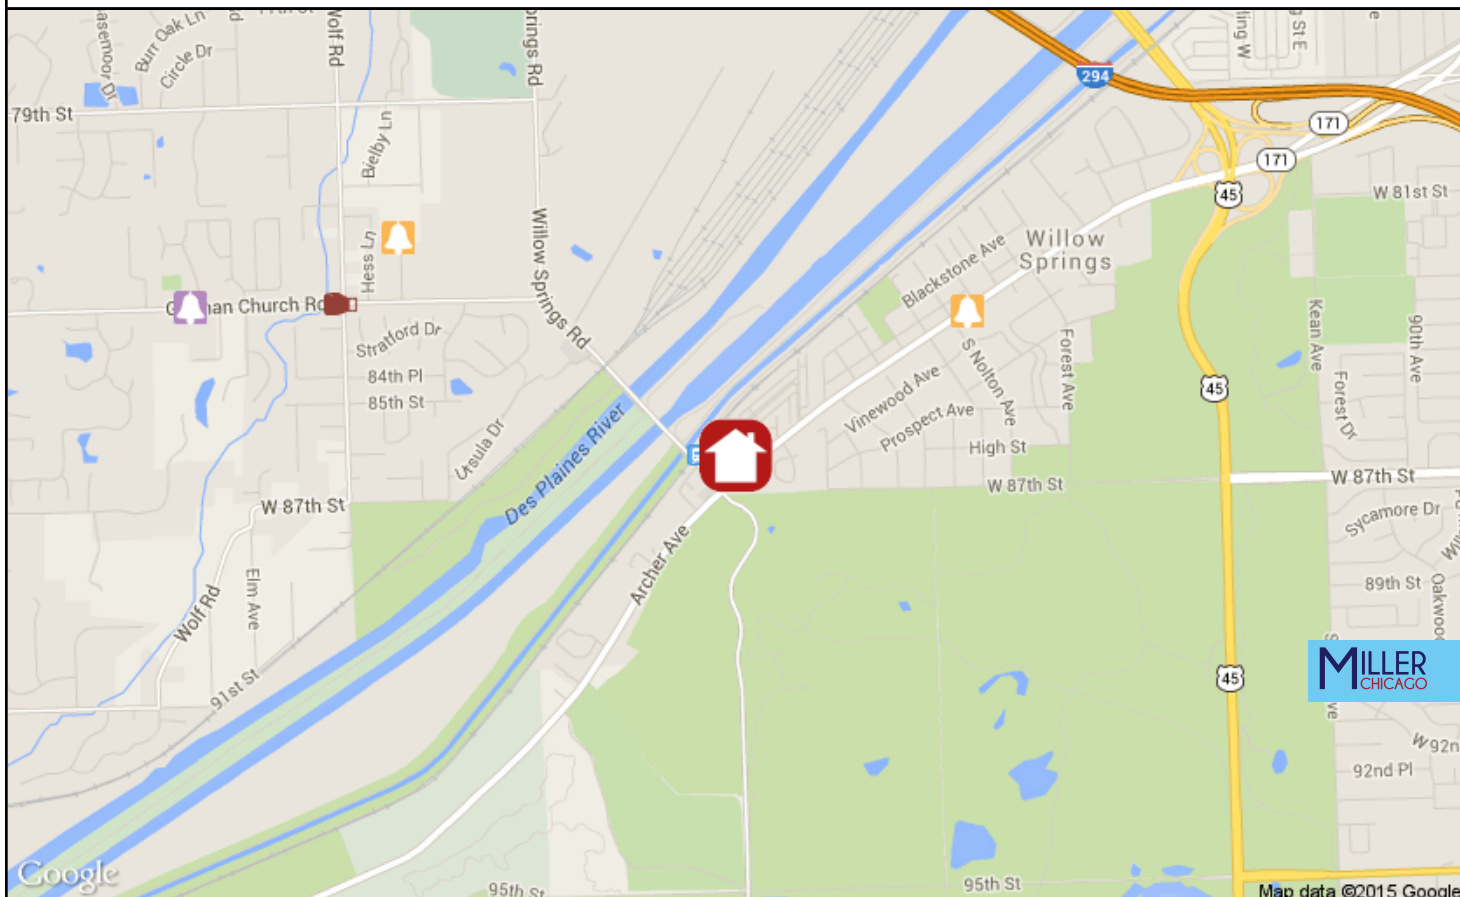 Burr Oak Ln
Circle Dr
Wolf Rd
79th St
Bielby Ln
294
171
171
45
W 81st St
Willow
Springs
Blackstone Ave
Willow Springs Rd
Hess Ln
Stratford Dr
84th Pl
85th St
Ursula Dr
Des Plaines River
S Nolton Ave
Forest Ave
Kean Ave
90th Ave
Forest Dr
45
Vinewood Ave
Prospect Ave
High St
W 87th St
W 87th St
W 87th St
Sycamore Dr
Archer Ave
89th St
Elm Ave
Wolf Rd
91st St
MILLER
CHICAGO
45
92nd Pl
95th St
95th St
Google
Map data ©2015 Google